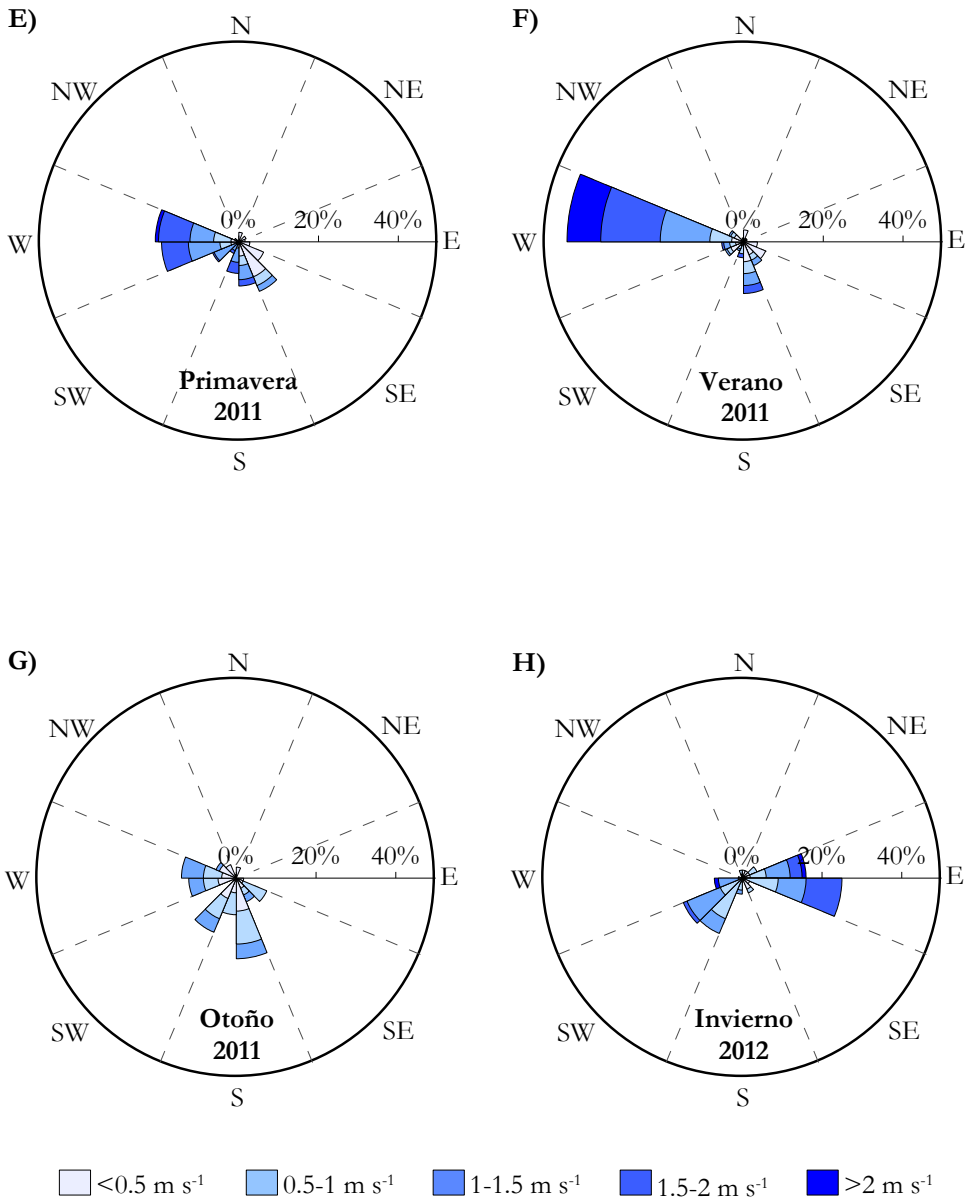 E)
N
NW
NE
0%
20%
40%
W
E
SW
SE
Primavera
2011
S
F)
N
NW
NE
0%
20%
40%
W
E
SW
SE
Verano
2011
S
G)
N
NW
NE
0%
20%
40%
W
E
SW
SE
Otoño
2011
S
H)
N
NW
NE
0%
20%
40%
W
E
SW
SE
Invierno
2012
S
<0.5 m s⁻¹ 0.5-1 m s⁻¹ 1-1.5 m s⁻¹ 1.5-2 m s⁻¹ >2 m s⁻¹